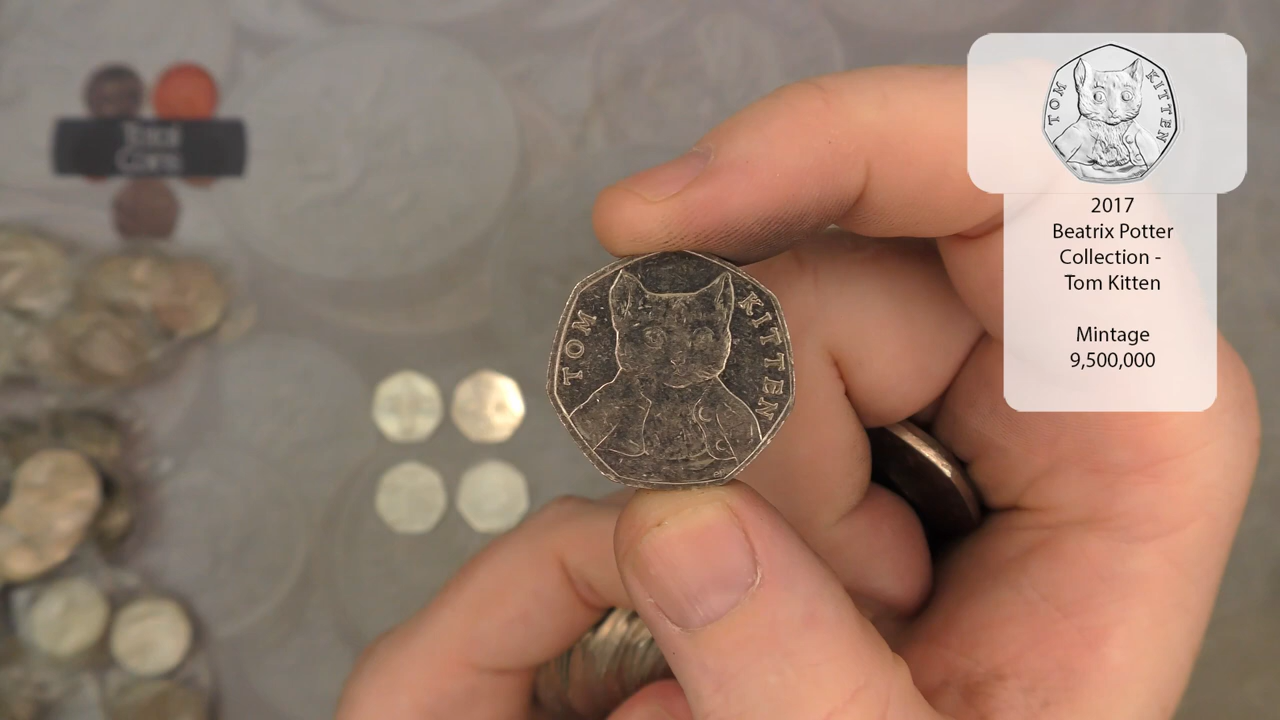 TOM KITTEN
TOM KITTEN
2017
Beatrix Potter
Collection -
Tom Kitten
Mintage
9,500,000